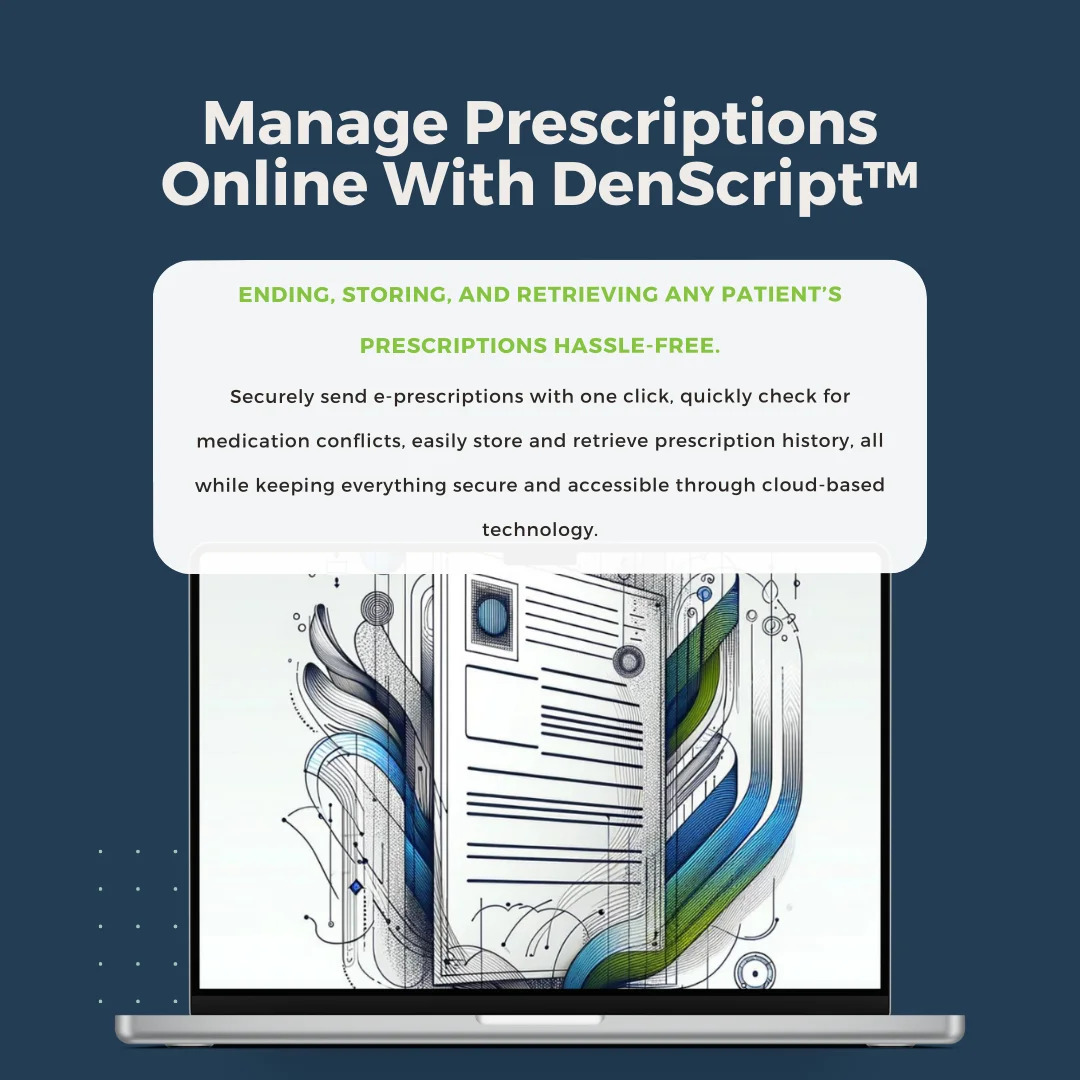 Manage Prescriptions
Online With DenScript™
ENDING, STORING, AND RETRIEVING ANY PATIENT'S
PRESCRIPTIONS HASSLE-FREE.
Securely send e-prescriptions with one click, quickly check for
medication conflicts, easily store and retrieve prescription history, all
while keeping everything secure and accessible through cloud-based
technology.